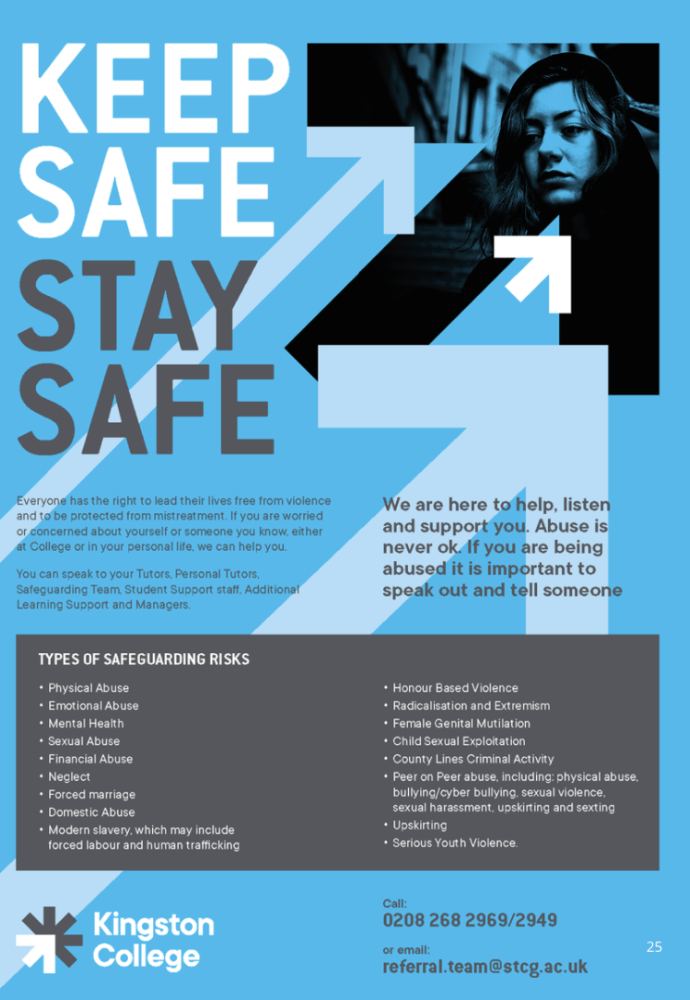 KEEP
SAFE
STAY
SAFE
Everyone has the right to lead their lives free from violence
and to be protected from mistreatment. If you are worried
or concerned about yourself or someone you know, either
at College or in your personal life, we can help you.
You can speak to your Tutors, Personal Tutors,
Safeguarding Team, Student Support staff, Additional
Learning Support and Managers.
We are here to help, listen
and support you. Abuse is
never ok. If you are being
abused it is important to
speak out and tell someone
TYPES OF SAFEGUARDING RISKS
• Physical Abuse
• Emotional Abuse
• Mental Health
• Sexual Abuse
• Financial Abuse
• Neglect
• Forced marriage
• Domestic Abuse
• Modern slavery, which may include
forced labour and human trafficking
• Honour Based Violence
• Radicalisation and Extremism
• Female Genital Mutilation
• Child Sexual Exploitation
• County Lines Criminal Activity
• Peer on Peer abuse, including: physical abuse,
bullying/cyber bullying, sexual violence,
sexual harassment, upskirting and sexting
• Upskirting
• Serious Youth Violence.
Kingston
College
Call:
0208 268 2969/2949
or email:
referral.team@stcg.ac.uk
25